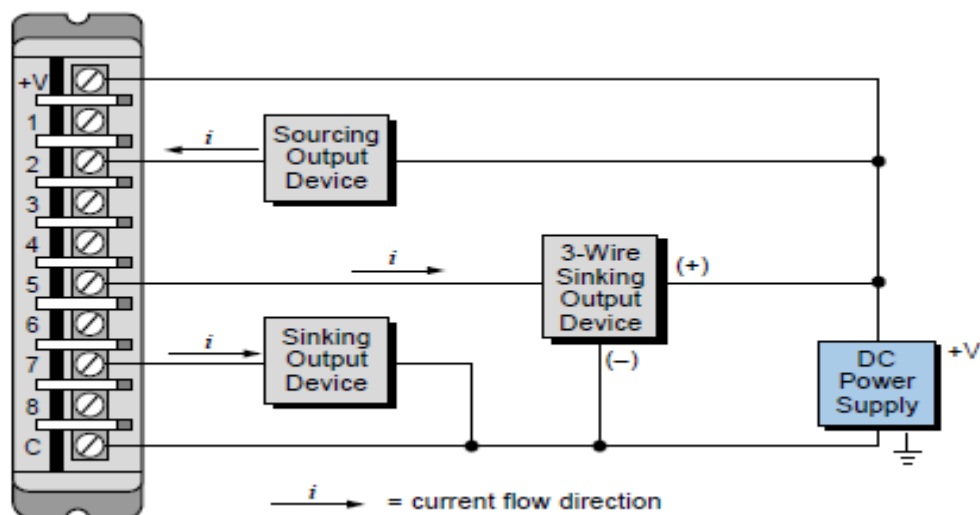 +V
1
2
3
4
5
6
7
8
C
i
Sourcing
Output
Device
i
3-Wire
Sinking
Output
Device
(+)
(–)
i
Sinking
Output
Device
DC
Power
Supply
+V
i = current flow direction